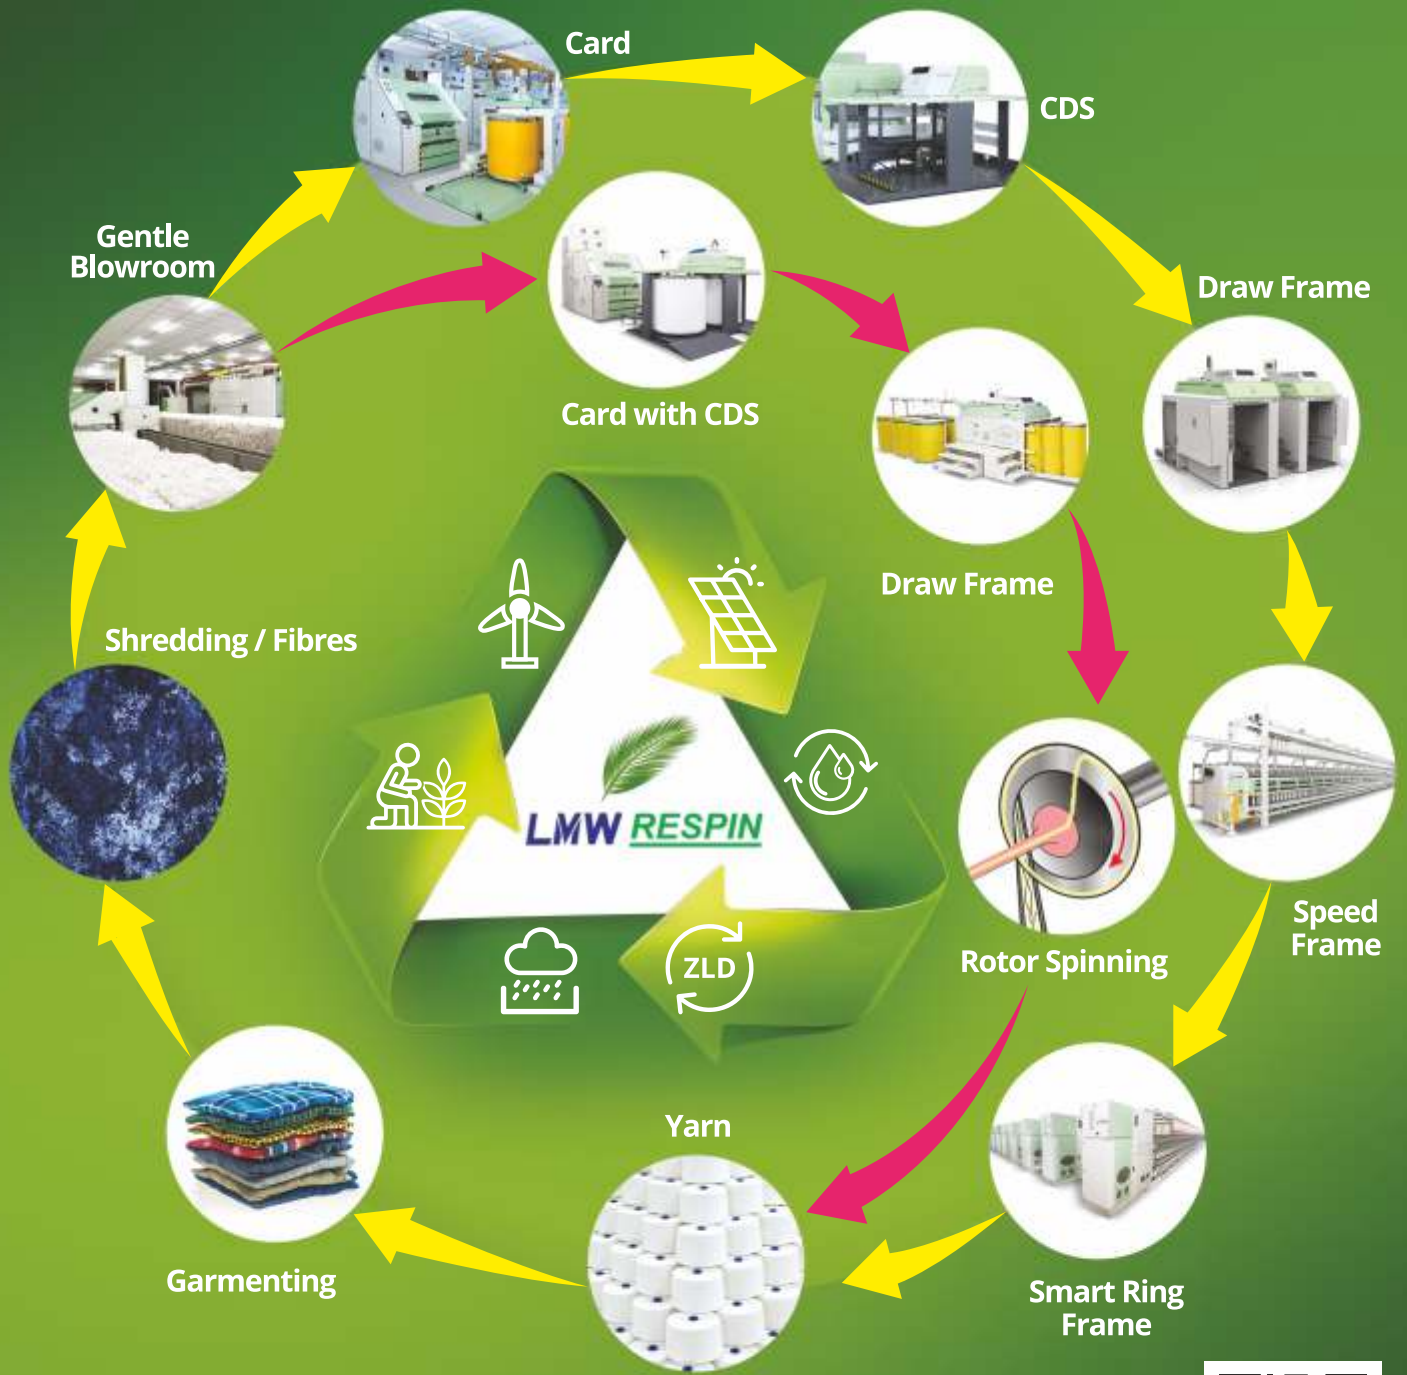 Card
CDS
Gentle
Blowroom
Draw Frame
Card with CDS
Draw Frame
Shredding / Fibres
LMW RESPIN
Speed
Frame
Rotor Spinning
ZLD
Yarn
Garmenting
Smart Ring
Frame